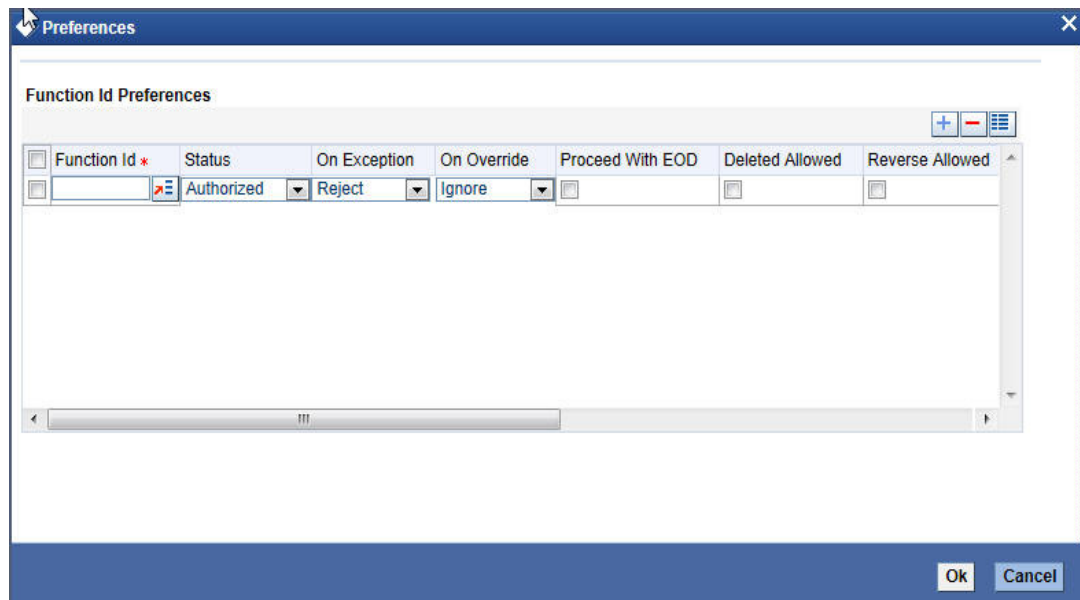 Preferences
Function Id Preferences
Function Id * Status On Exception On Override Proceed With EOD Deleted Allowed Reverse Allowed
Authorized Reject Ignore
Ok Cancel